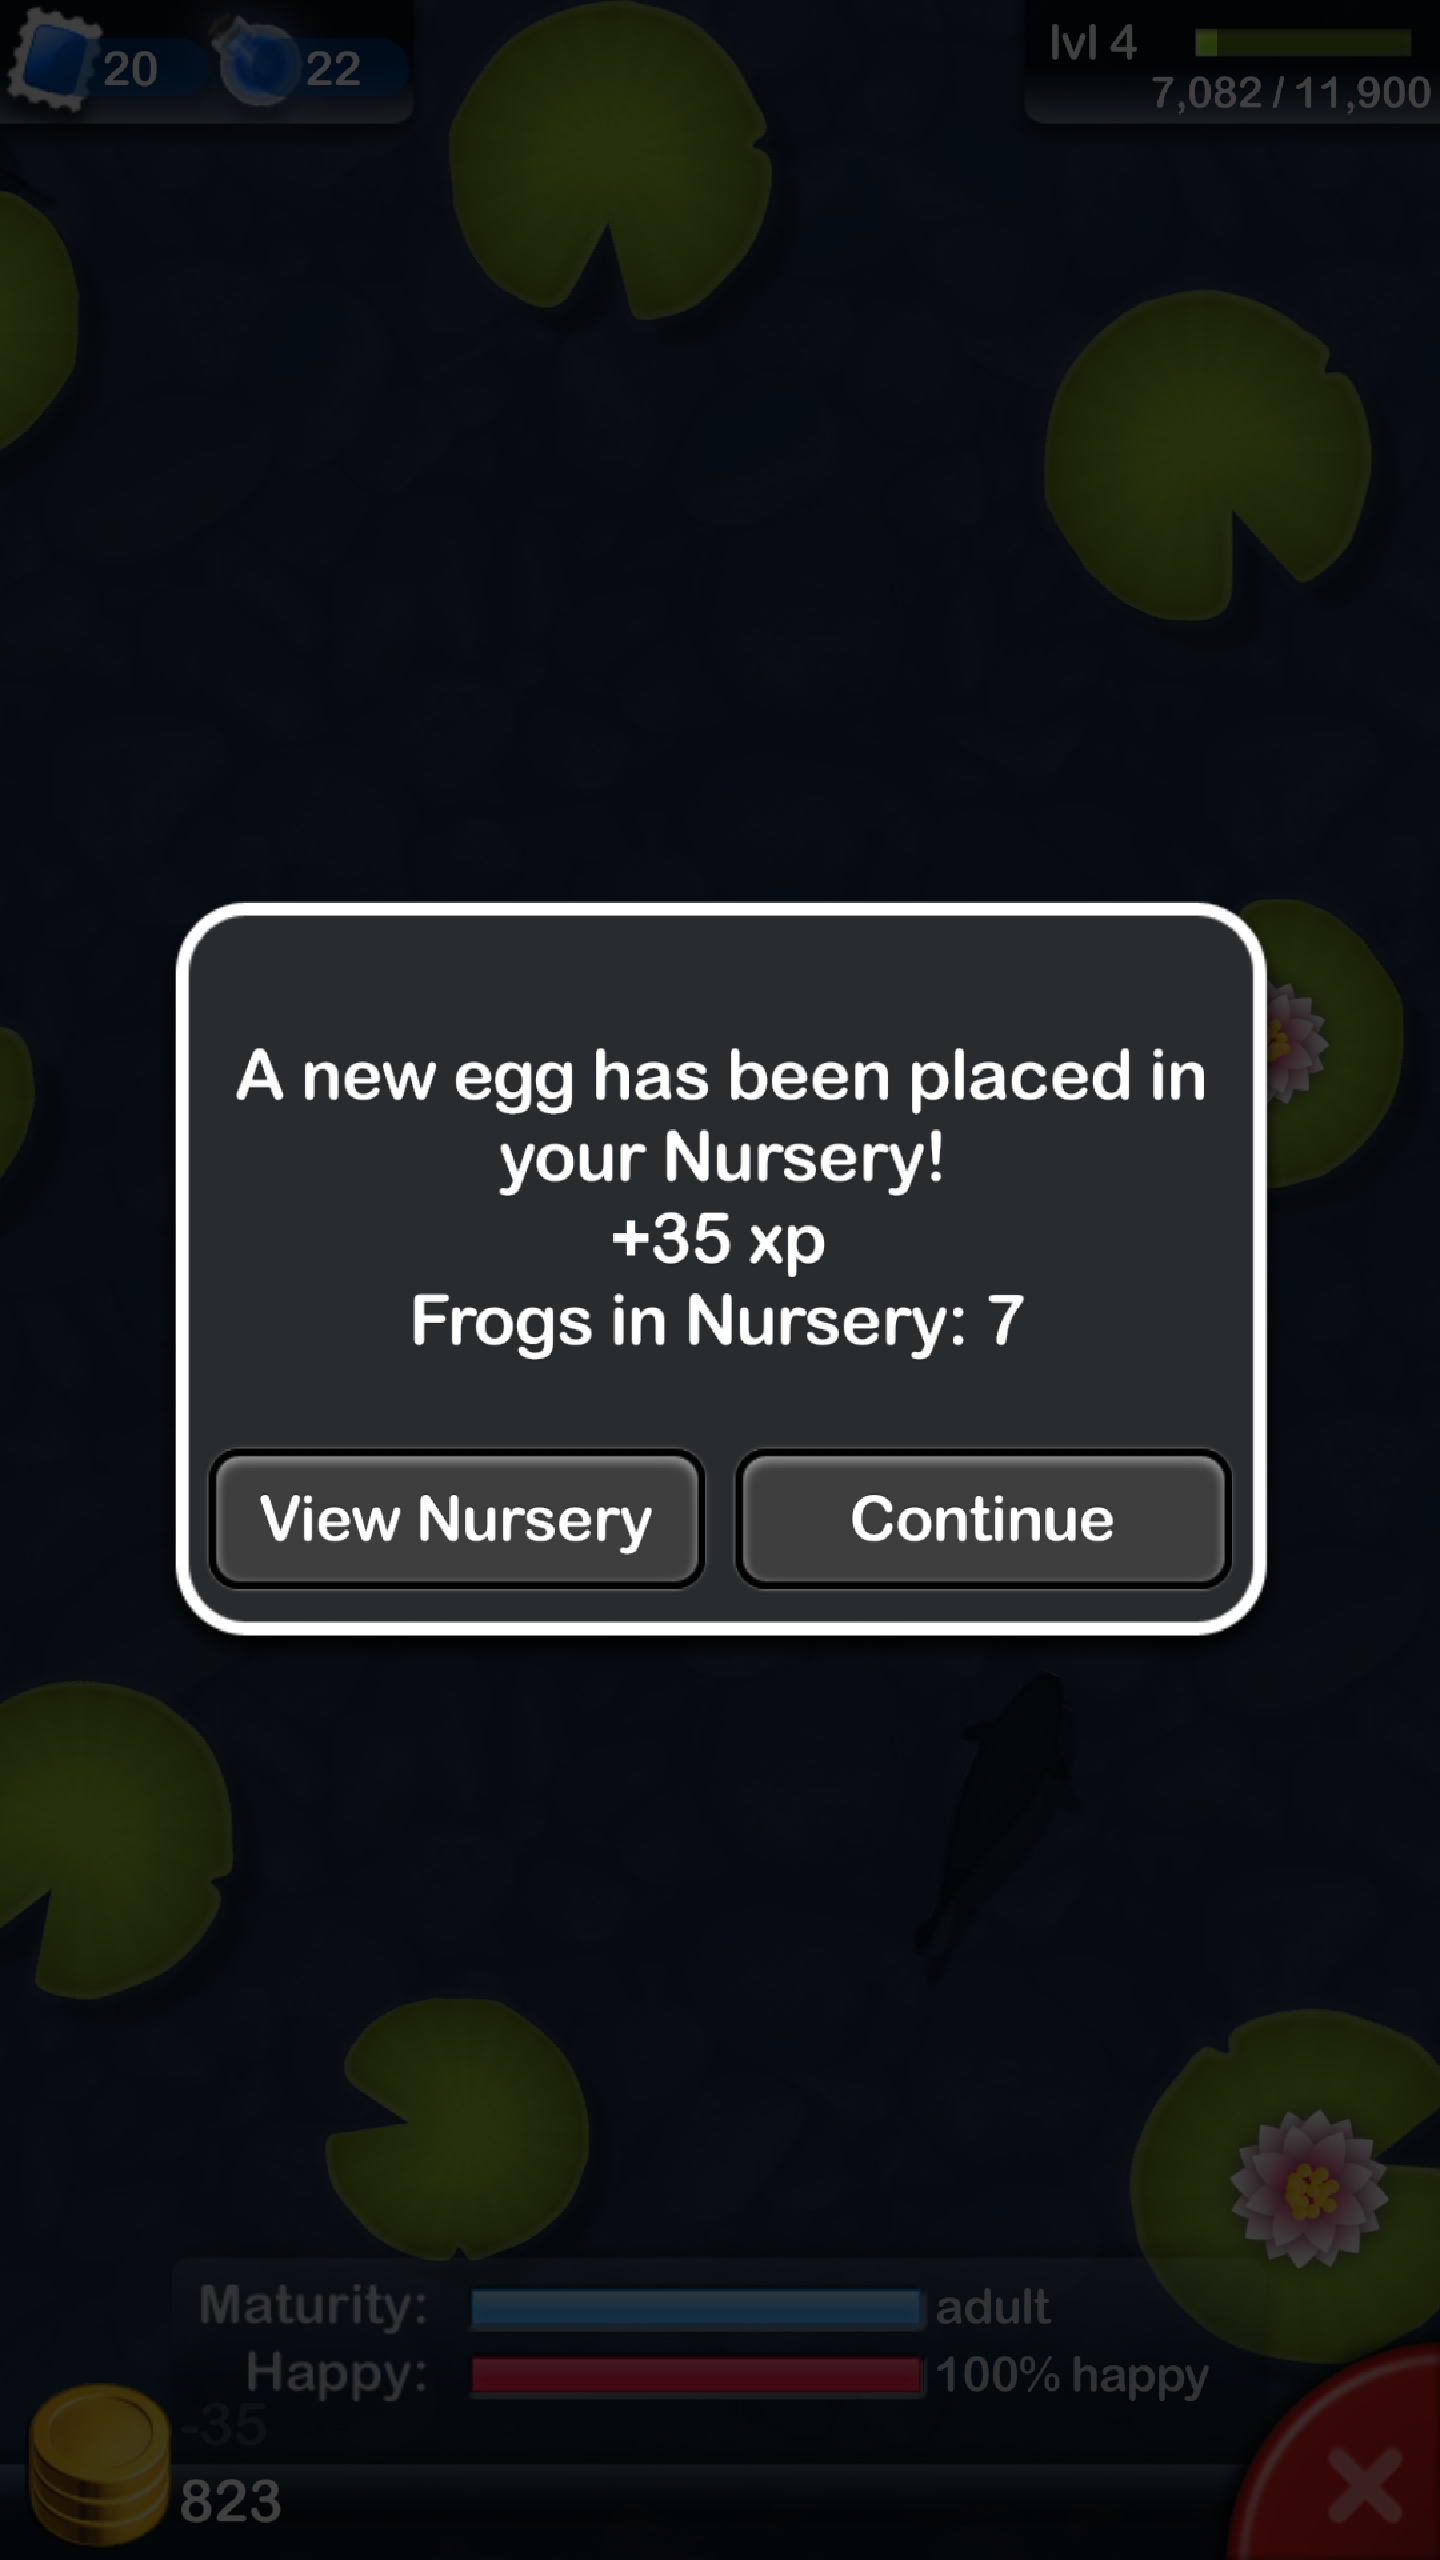 20
22
lvl 4
7,082 / 11,900
A new egg has been placed in
your Nursery!
+35 xp
Frogs in Nursery: 7
View Nursery
Continue
Maturity:
adult
Happy:
100% happy
-35
823